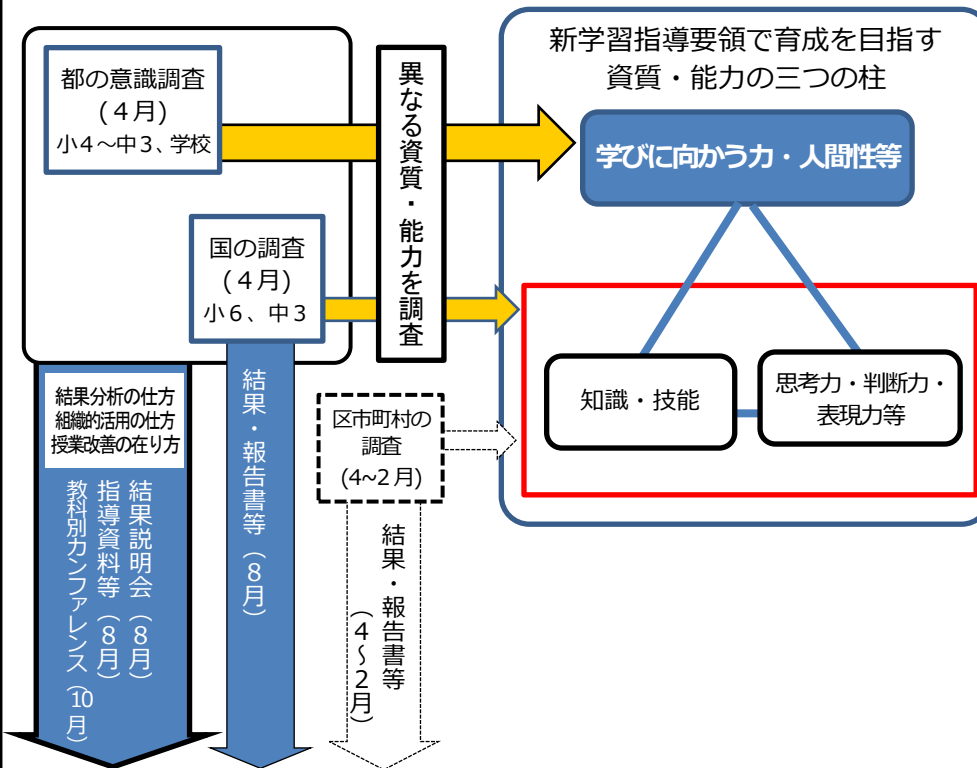 都の意識調査
(4月)
小4～中3、学校
国の調査
(4月)
小6、中3
異なる資質・能力を調査
新学習指導要領で育成を目指す
資質・能力の三つの柱
学びに向かう力・人間性等
知識・技能
思考力・判断力・
表現力等
結果分析の仕方
組織的活用の仕方
授業改善の在り方
結果説明会(8月)
指導資料等(8月)
教科別カンファレンス(10月)
結果・報告書等(8月)
区市町村の
調査
(4~2月)
結果・報告書等
(4～2月)